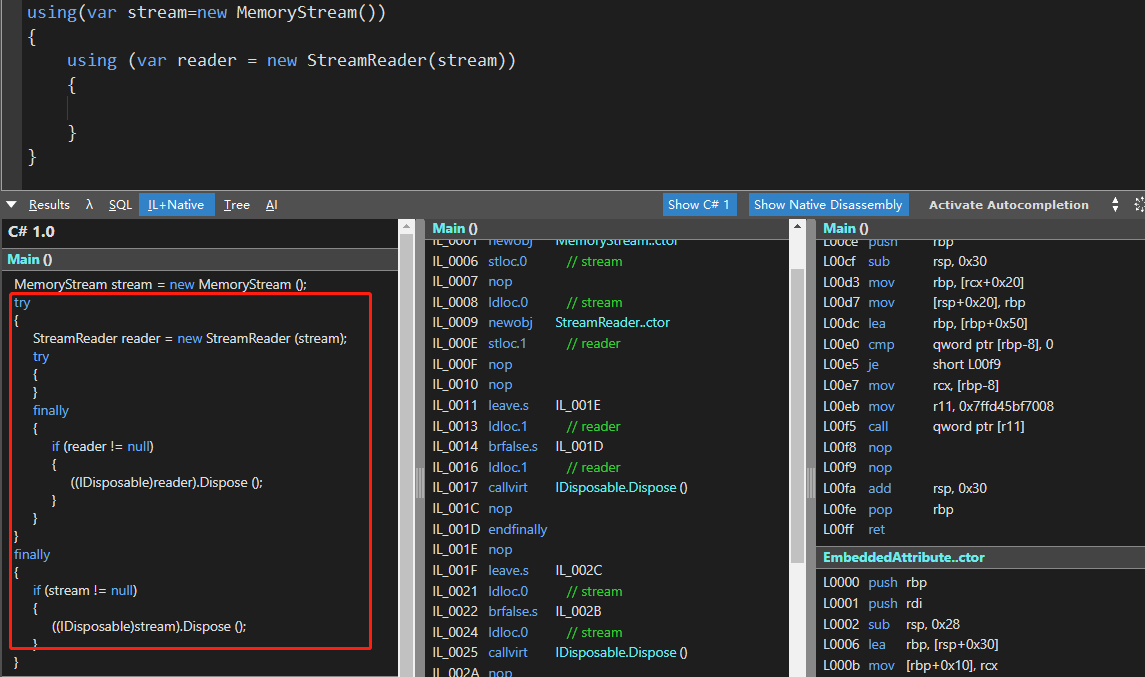 using(var stream=new MemoryStream())
{
using (var reader = new StreamReader(stream))
{
}
}
Results λ SQL IL+Native Tree AI Show C# 1 Show Native Disassembly Activate Autocompletion
C# 1.0
Main ()
MemoryStream stream = new MemoryStream ();
try
{
StreamReader reader = new StreamReader (stream);
try
{
}
finally
{
if (reader != null)
{
((IDisposable)reader).Dispose ();
}
}
}
finally
{
if (stream != null)
{
((IDisposable)stream).Dispose ();
}
}
Main ()
IL_0001 newobj MemoryStream..ctor
IL_0006 stloc.0 // stream
IL_0007 nop
IL_0008 ldloc.0 // stream
IL_0009 newobj StreamReader..ctor
IL_000E stloc.1 // reader
IL_000F nop
IL_0010 nop
IL_0011 leave.s IL_001E
IL_0013 ldloc.1 // reader
IL_0014 brfalse.s IL_001D
IL_0016 ldloc.1 // reader
IL_0017 callvirt IDisposable.Dispose ()
IL_001C nop
IL_001D endfinally
IL_001E nop
IL_001F leave.s IL_002C
IL_0021 ldloc.0 // stream
IL_0022 brfalse.s IL_002B
IL_0024 ldloc.0 // stream
IL_0025 callvirt IDisposable.Dispose ()
IL_002A nop
Main ()
L00ce push rbp
L00cf sub rsp, 0x30
L00d3 mov rbp, [rcx+0x20]
L00d7 mov [rsp+0x20], rbp
L00dc lea rbp, [rbp+0x50]
L00e0 cmp qword ptr [rbp-8], 0
L00e5 je short L00f9
L00e7 mov rcx, [rbp-8]
L00eb mov r11, 0x7ffd45bf7008
L00f5 call qword ptr [r11]
L00f8 nop
L00f9 nop
L00fa add rsp, 0x30
L00fe pop rbp
L00ff ret
EmbeddedAttribute..ctor
L0000 push rbp
L0001 push rdi
L0002 sub rsp, 0x28
L0006 lea rbp, [rsp+0x30]
L000b mov [rbp+0x10], rcx